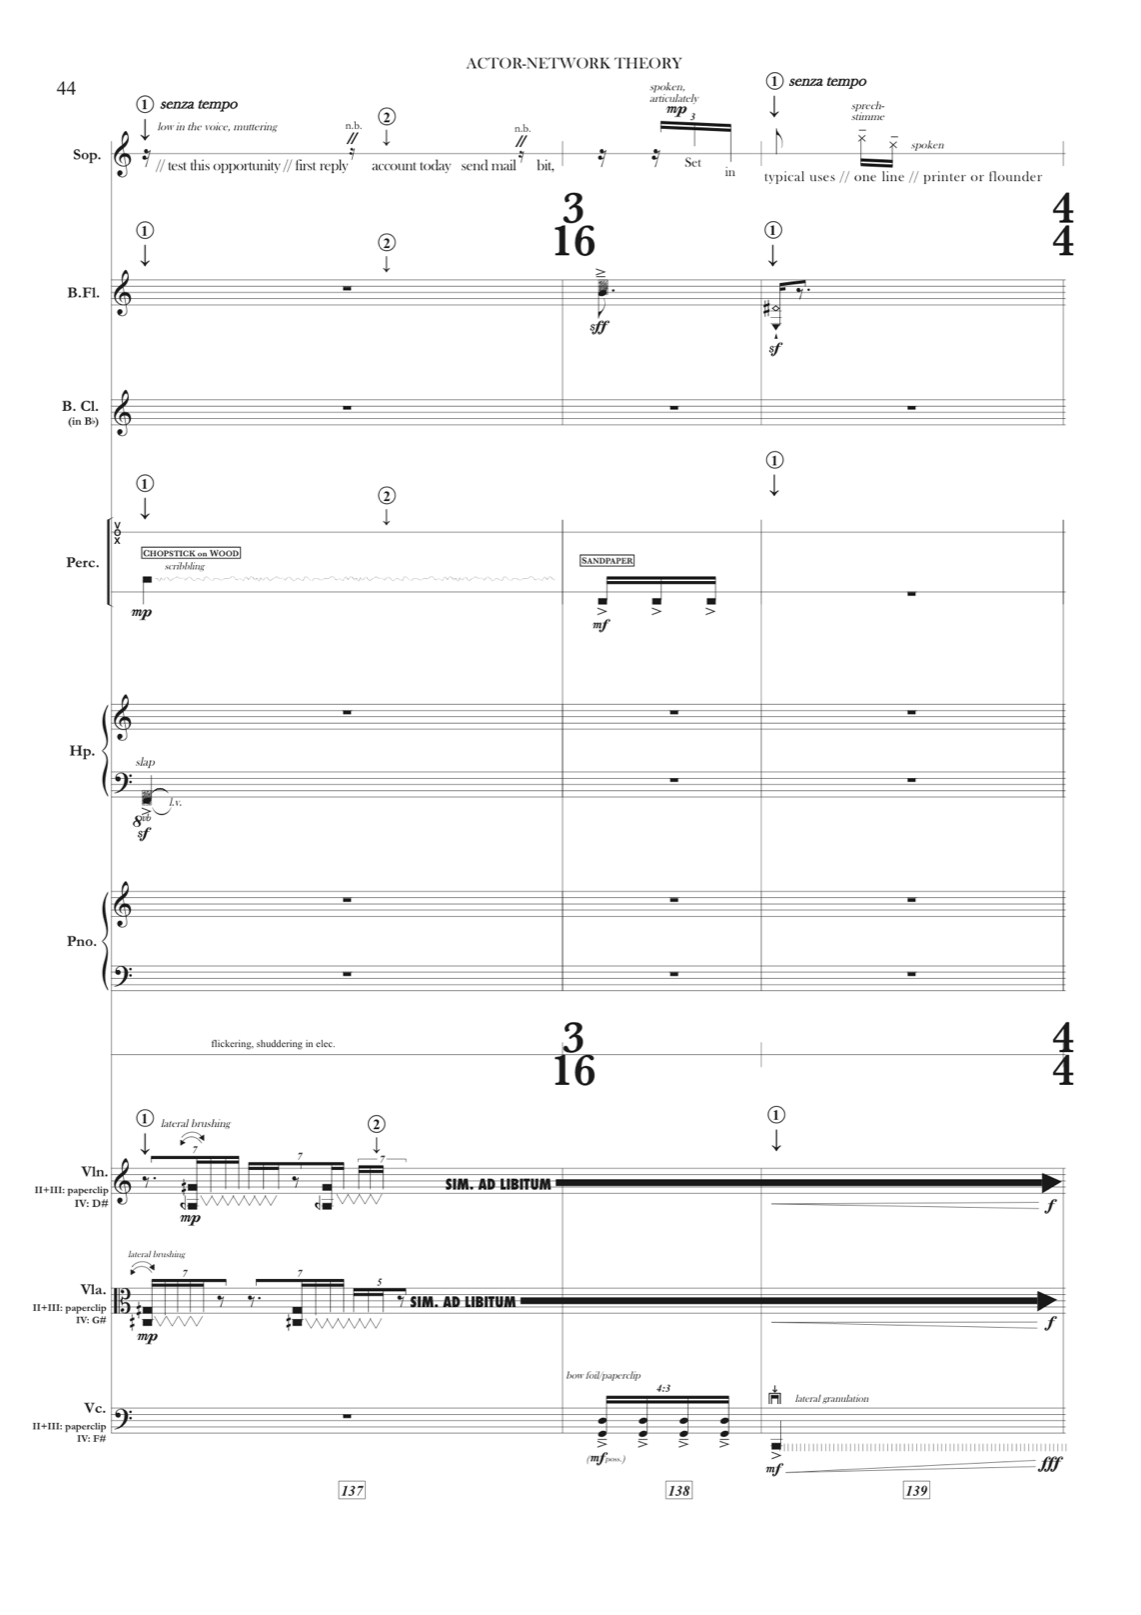 ACTOR-NETWORK THEORY
44
1 senza tempo
low in the voice, muttering
n.b.
2
n.b.
spoken,
articulately
mp
3
1 senza tempo
sprech-
stimme
spoken
Sop.
// test this opportunity // first reply account today send mail bit,
Set
in
typical uses // one line // printer or flounder
3
16
4
4
1
2
1
B.Fl.
sff
sf
B. Cl.
(in B♭)
1
2
1
VOX
Perc.
CHOPSTICK on WOOD
scribbling
mp
SANDPAPER
mf
Hp.
slap
l.v.
8vb
sf
Pno.
flickering, shuddering in elec.
3
16
4
4
1
lateral brushing
2
1
7
7
7
Vln.
II+III: paperclip
IV: D#
mp
SIM. AD LIBITUM
f
lateral brushing
7
7
5
Vla.
II+III: paperclip
IV: G#
mp
SIM. AD LIBITUM
f
bow foil/paperclip
4:3
lateral granulation
Vc.
II+III: paperclip
IV: F#
(mf poss.)
mf
fff
137
138
139